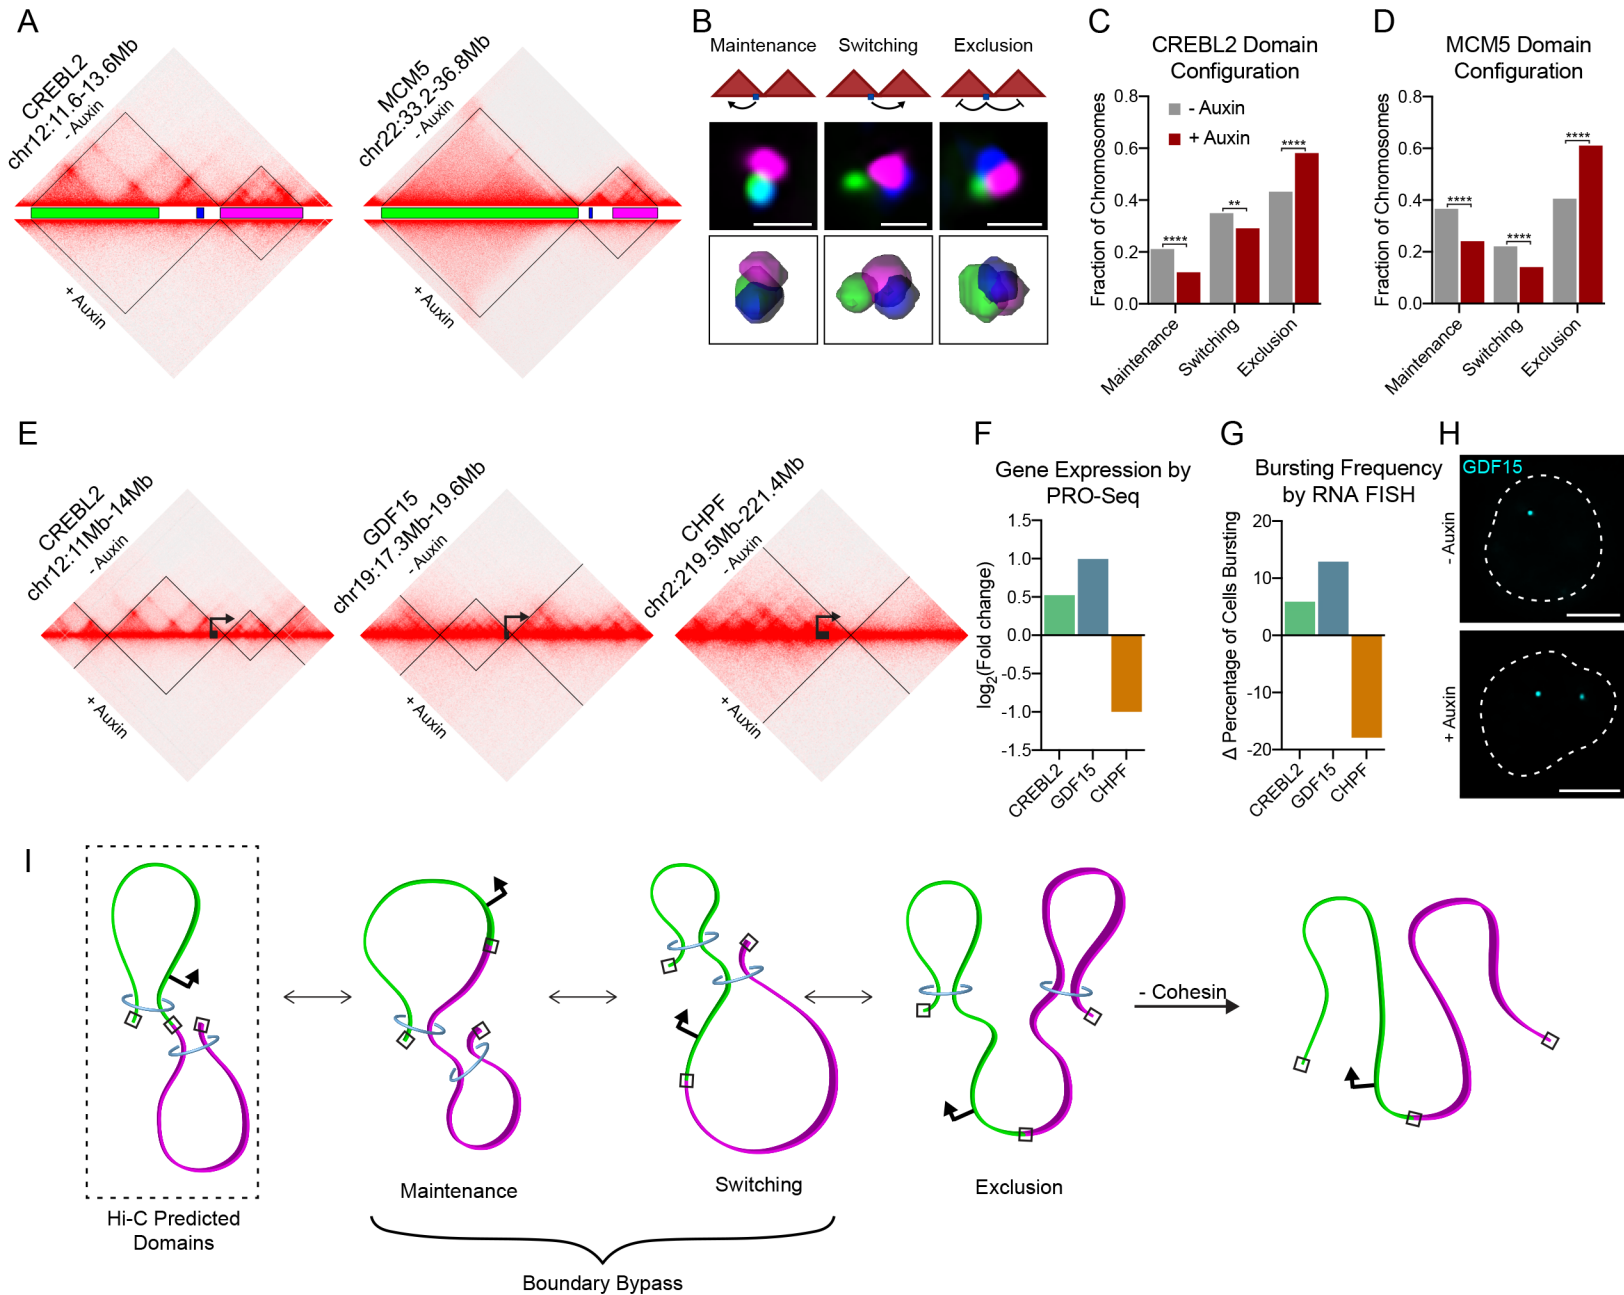 A
CREBL2
chr12:11.6-13.6Mb
- Auxin
+ Auxin
MCM5
chr22:33.2-36.8Mb
- Auxin
+ Auxin
B
Maintenance
Switching
Exclusion
C
CREBL2 Domain
Configuration
Fraction of Chromosomes
0.8
0.6
0.4
0.2
0.0
- Auxin
+ Auxin
****
**
****
Maintenance
Switching
Exclusion
D
MCM5 Domain
Configuration
Fraction of Chromosomes
0.8
0.6
0.4
0.2
0.0
****
****
****
Maintenance
Switching
Exclusion
E
CREBL2
chr12:11Mb-14Mb
- Auxin
+ Auxin
GDF15
chr19:17.3Mb-19.6Mb
- Auxin
+ Auxin
CHPF
chr2:219.5Mb-221.4Mb
- Auxin
+ Auxin
F
Gene Expression by
PRO-Seq
log2(Fold change)
1.5
1.0
0.5
0.0
-0.5
-1.0
-1.5
CREBL2
GDF15
CHPF
G
Bursting Frequency
by RNA FISH
Δ Percentage of Cells Bursting
20
10
0
-10
-20
CREBL2
GDF15
CHPF
H
GDF15
- Auxin
+ Auxin
I
- Cohesin
Hi-C Predicted
Domains
Maintenance
Switching
Exclusion
Boundary Bypass